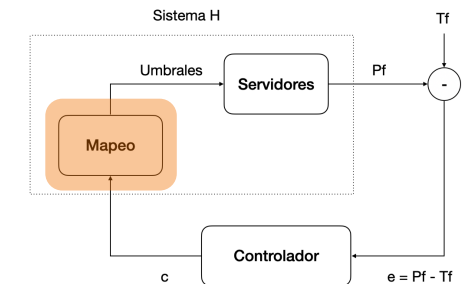 Sistema H
Tf
Umbrales
Servidores
Pf
-
Mapeo
Controlador
c
e = Pf - Tf